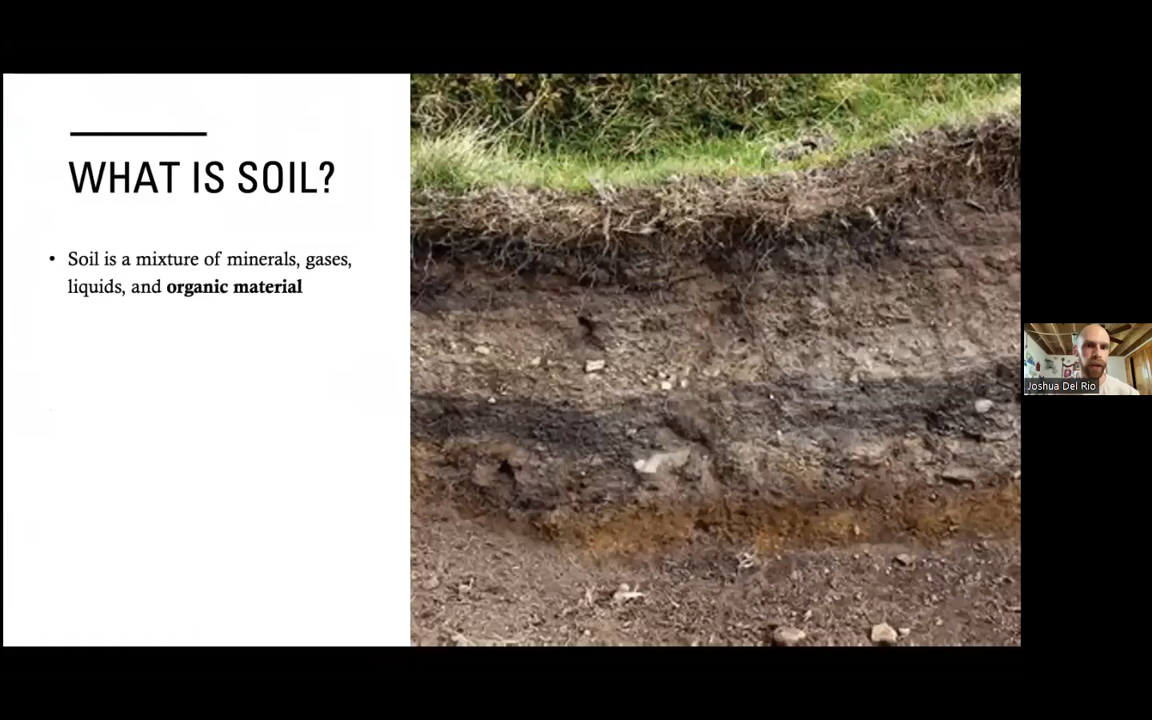 WHAT IS SOIL?
• Soil is a mixture of minerals, gases,
liquids, and organic material
Joshua Del Rio